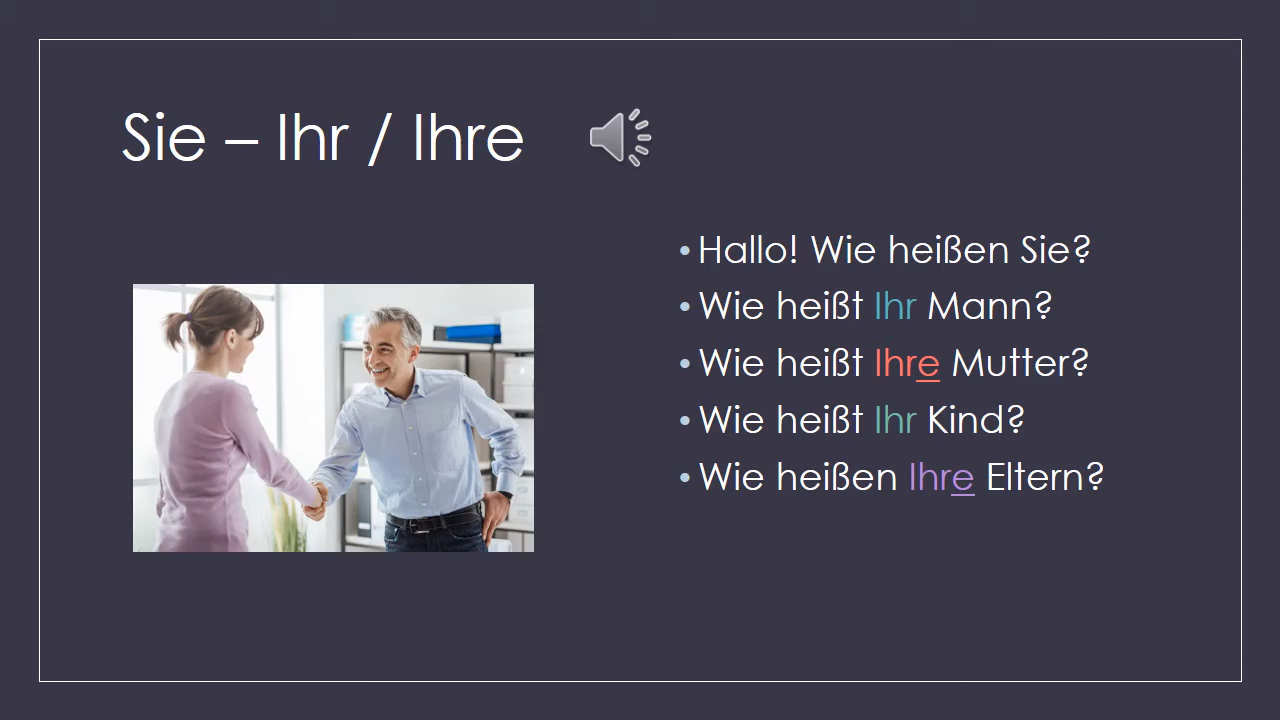 Sie – Ihr / Ihre
• Hallo! Wie heißen Sie?
• Wie heißt Ihr Mann?
• Wie heißt Ihre Mutter?
• Wie heißt Ihr Kind?
• Wie heißen Ihre Eltern?